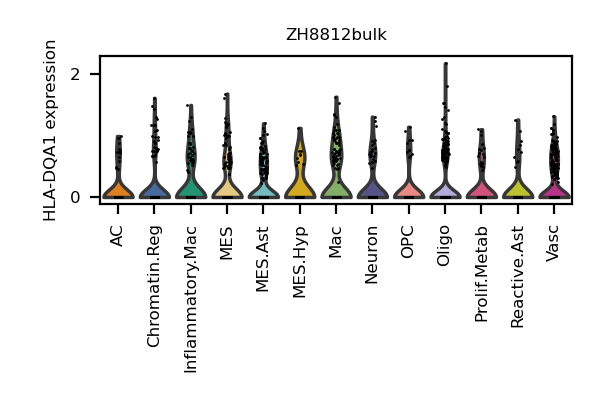 ZH8812bulk
HLA-DQA1 expression
2
0
AC
Chromatin.Reg
Inflammatory.Mac
MES
MES.Ast
MES.Hyp
Mac
Neuron
OPC
Oligo
Prolif.Metab
Reactive.Ast
Vasc